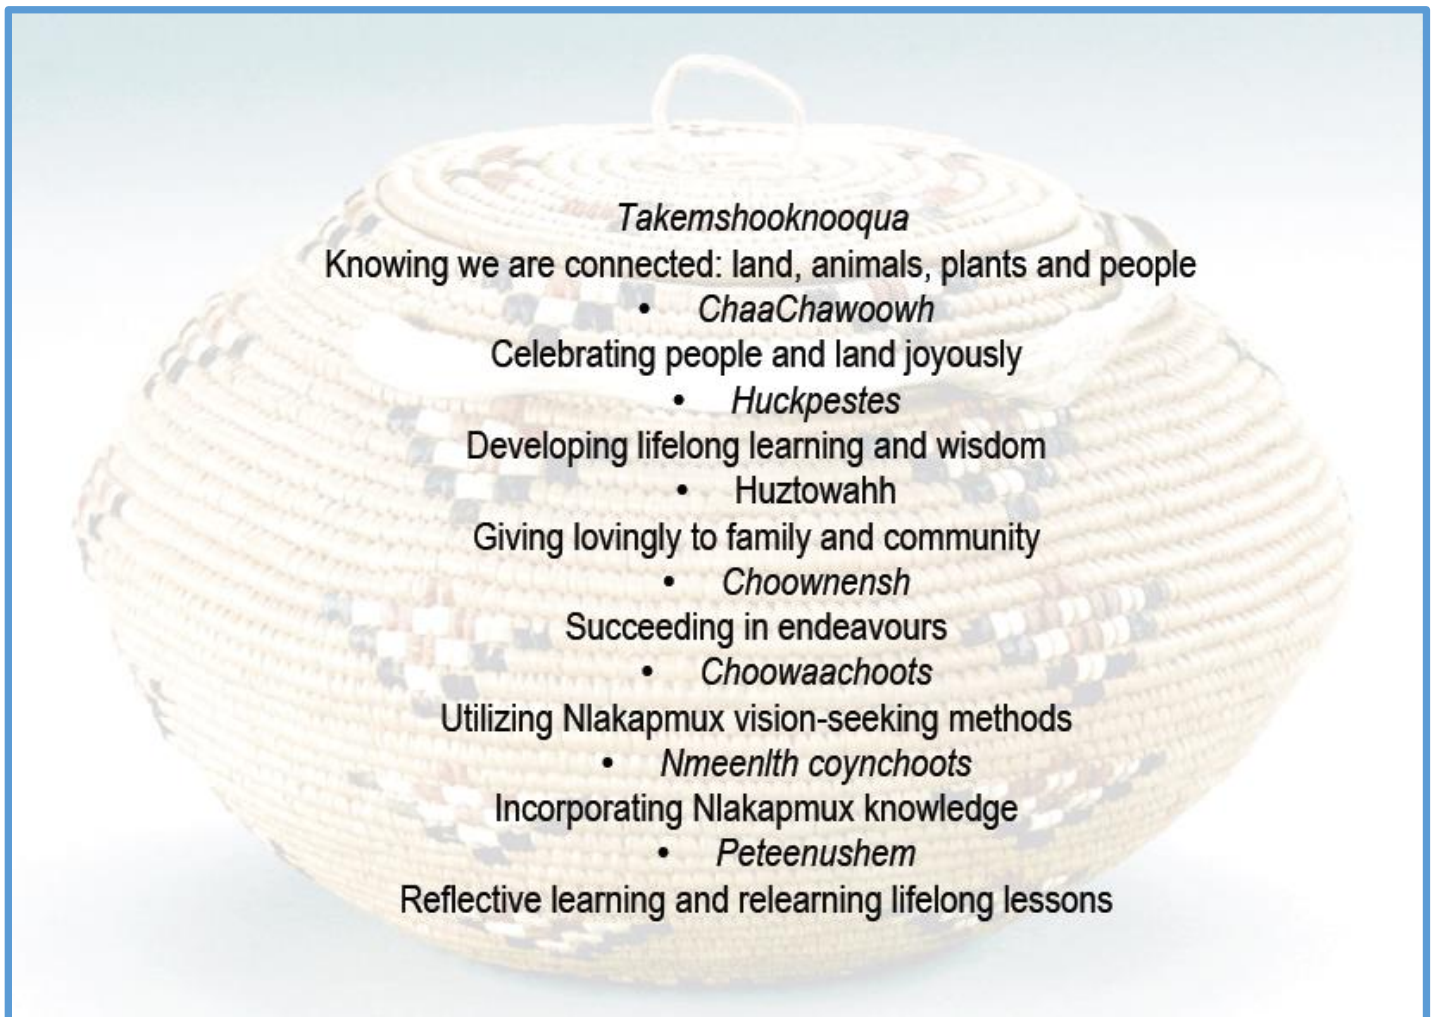 Takemshooknooqua
Knowing we are connected: land, animals, plants and people
• ChaaChawoowh
Celebrating people and land joyously
• Huckpestes
Developing lifelong learning and wisdom
• Huztowahh
Giving lovingly to family and community
• Choownensh
Succeeding in endeavours
• Choowaachoots
Utilizing Nlakapmux vision-seeking methods
• Nmeenlth coynchoots
Incorporating Nlakapmux knowledge
• Peteenushem
Reflective learning and relearning lifelong lessons